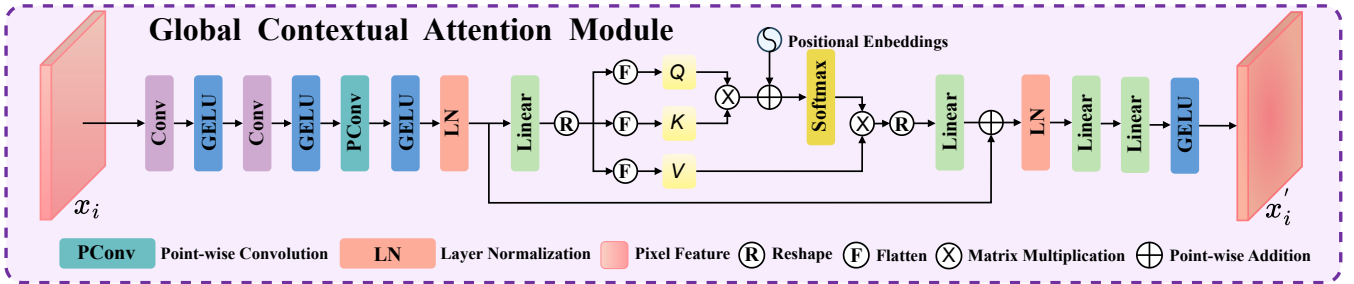 Global Contextual Attention Module
Positional Embeddings
x_i
Conv
GELU
Conv
GELU
PConv
GELU
LN
Linear
R
F
Q
F
K
F
V
X
Softmax
X
R
Linear
LN
Linear
Linear
GELU
x_i'
PConv Point-wise Convolution LN Layer Normalization Pixel Feature R Reshape F Flatten X Matrix Multiplication Point-wise Addition